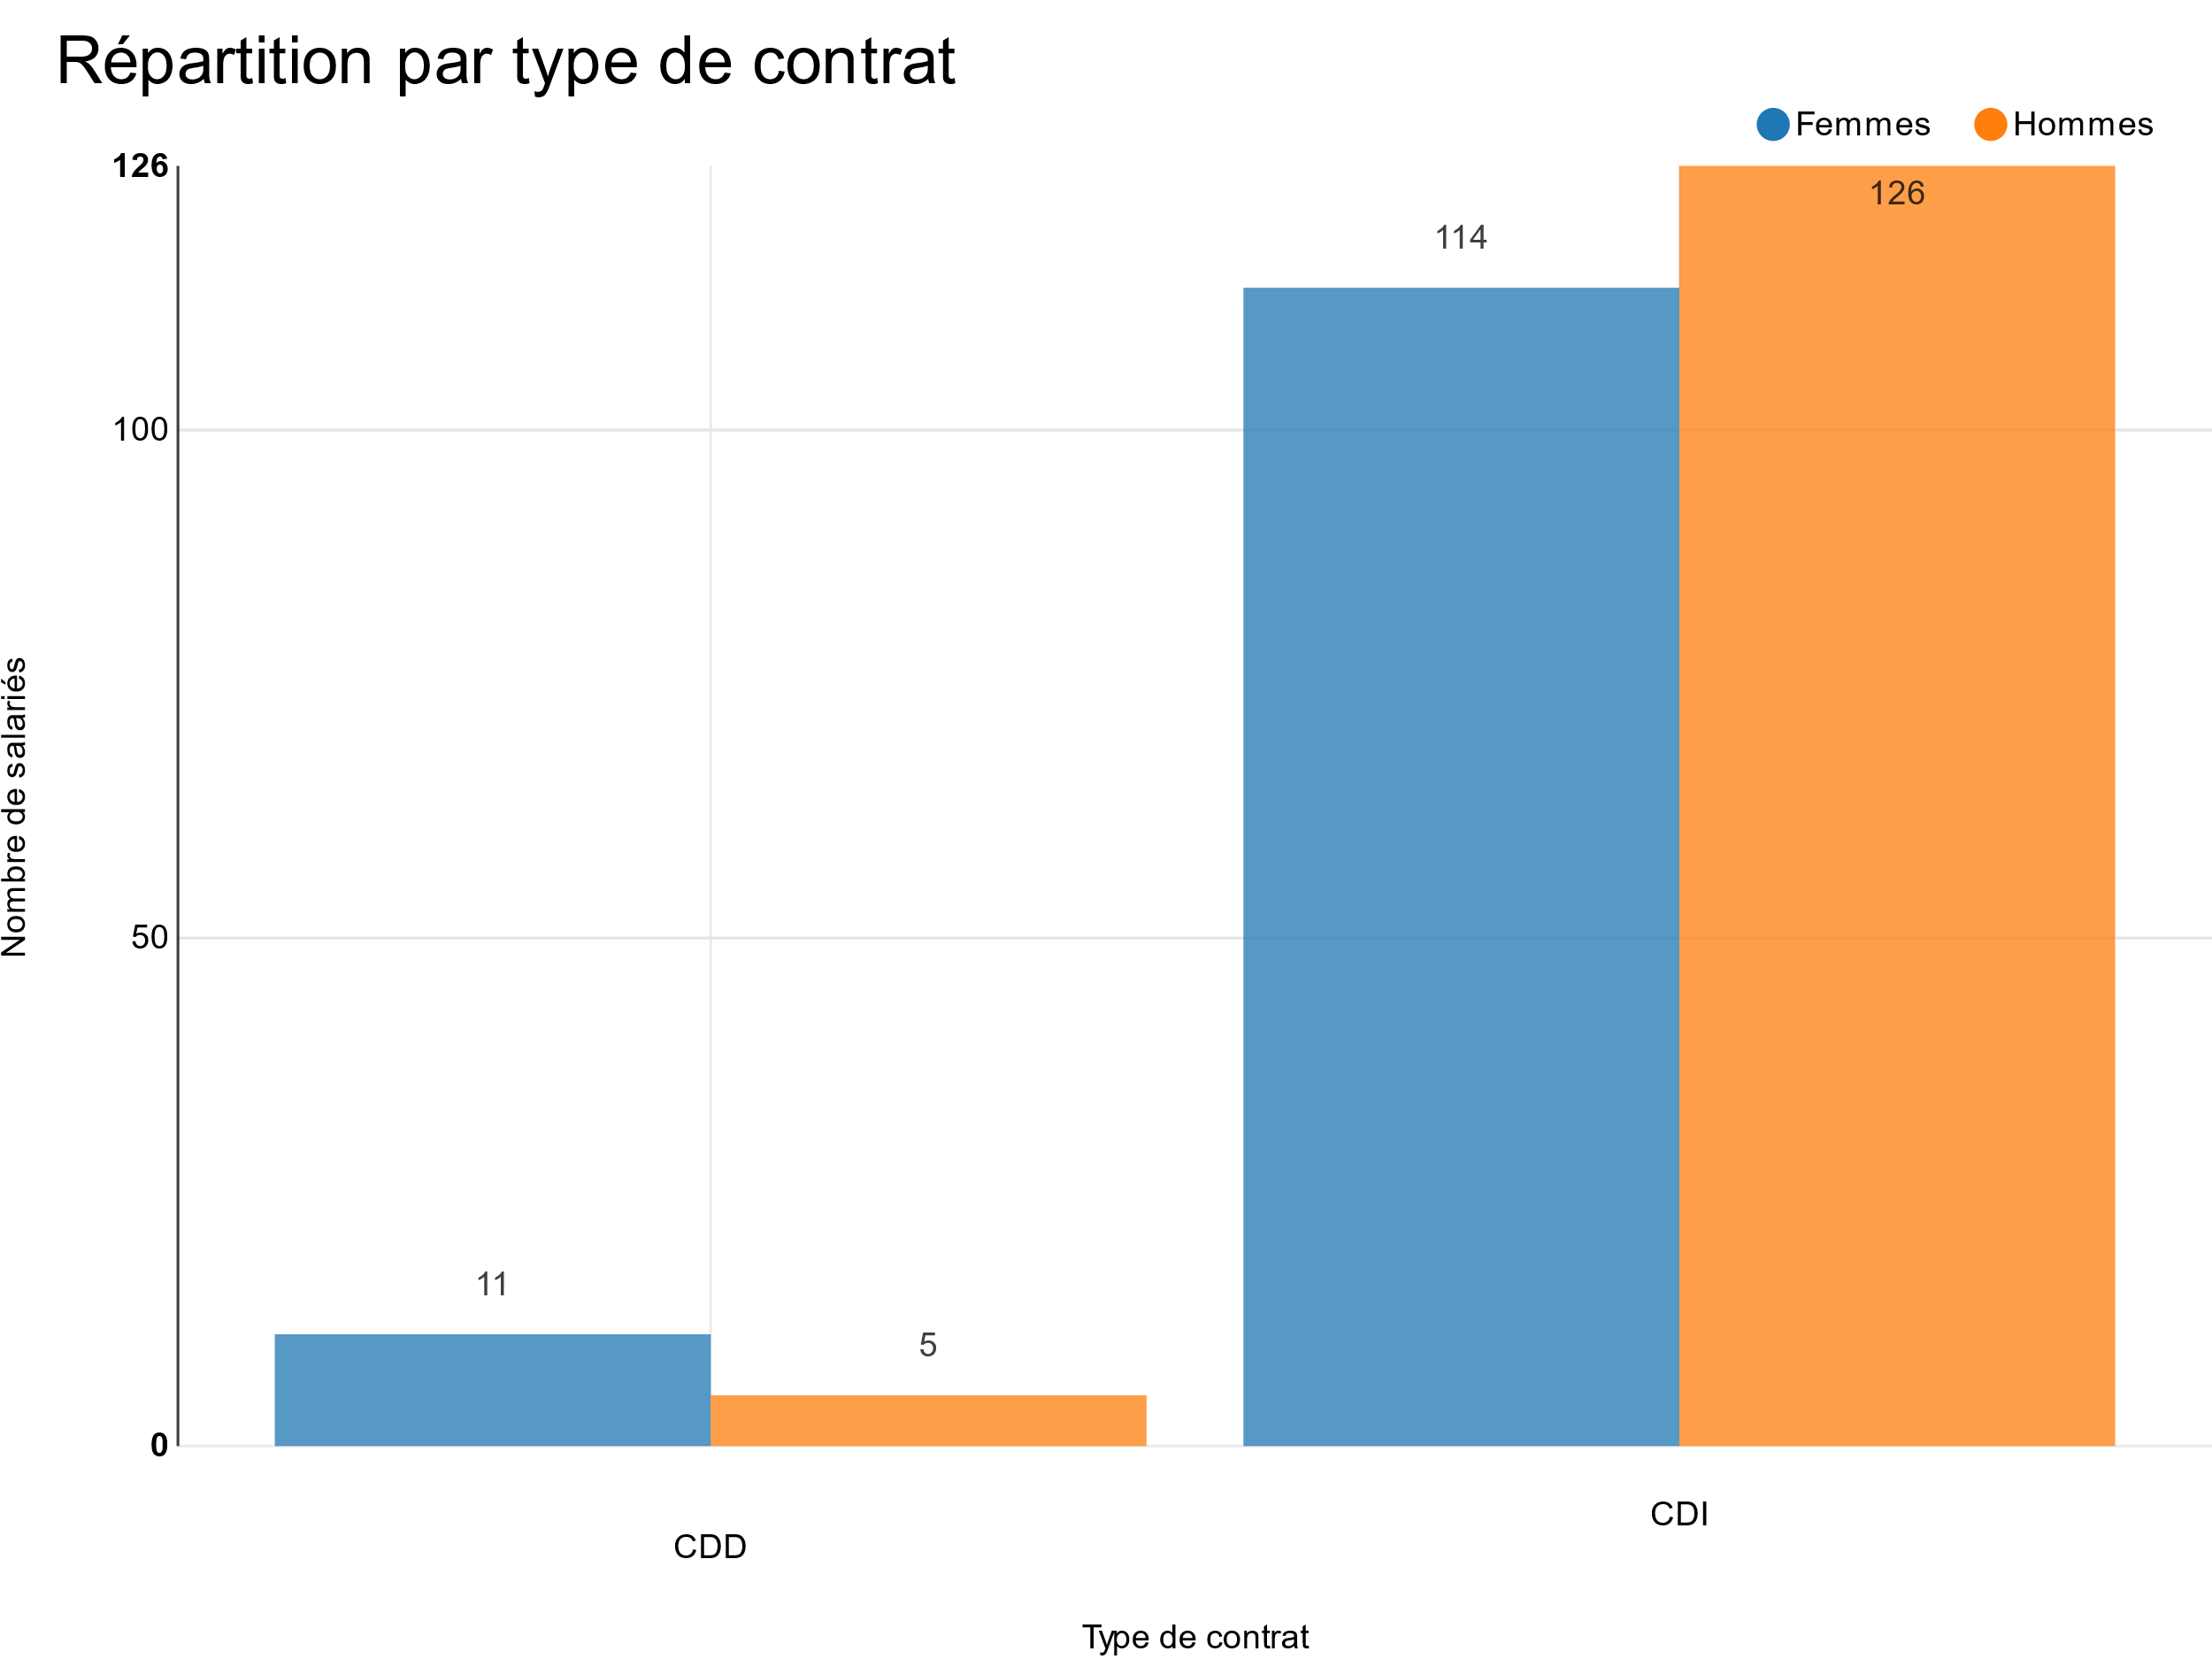 Répartition par type de contrat
Femmes Hommes
126
126
114
100
Nombre de salariés
50
11
5
0
CDI
CDD
Type de contrat